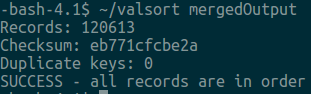 -bash-4.1$ ~/valsort mergedOutput
Records: 120613
Checksum: eb771cfcbe2a
Duplicate keys: 0
SUCCESS - all records are in order